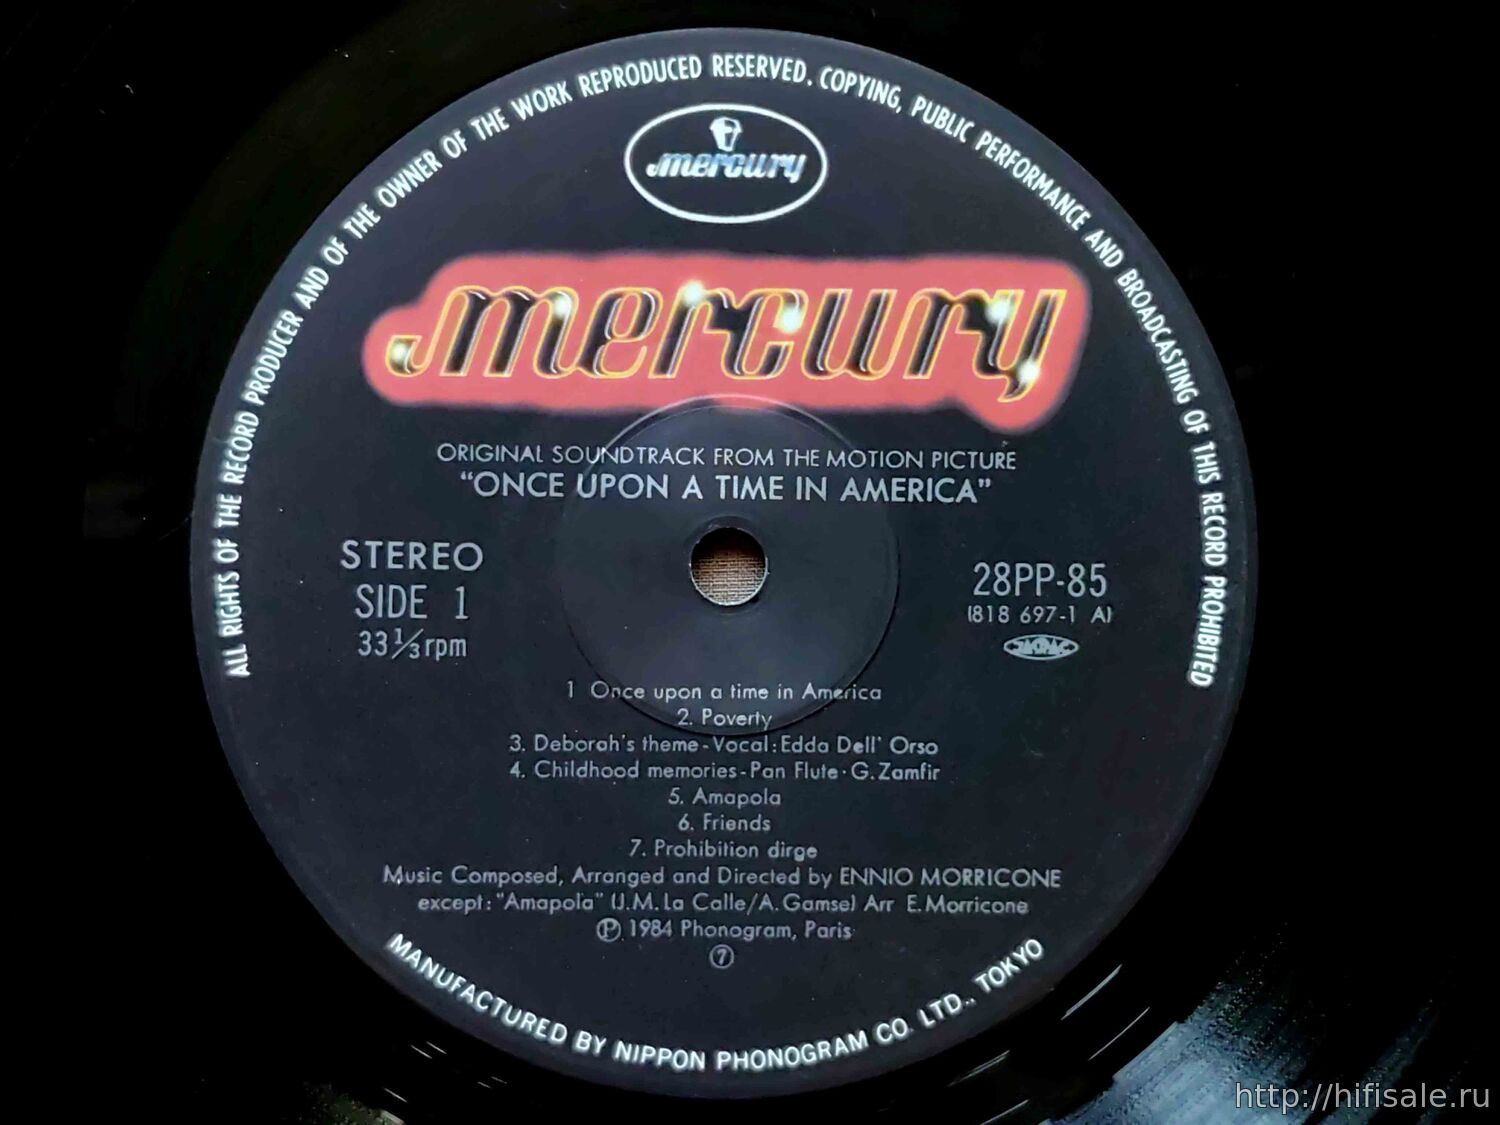 ALL RIGHTS OF THE RECORD PRODUCER AND OF THE OWNER OF THE WORK REPRODUCED RESERVED. COPYING, PUBLIC PERFORMANCE AND BROADCASTING OF THIS RECORD PROHIBITED
mercury
mercury
ORIGINAL SOUNDTRACK FROM THE MOTION PICTURE
"ONCE UPON A TIME IN AMERICA"
STEREO
SIDE 1
33 1/3 rpm
28PP-85
(818 697-1 A)
1 Once upon a time in America
2. Poverty
3. Deborah's theme-Vocal:Edda Dell' Orso
4. Childhood memories-Pan Flute·G.Zamfir
5. Amapola
6. Friends
7. Prohibition dirge
Music Composed, Arranged and Directed by ENNIO MORRICONE
except:"Amapola" (J.M.La Calle/A.Gamse) Arr E.Morricone
Ⓟ 1984 Phonogram, Paris
⑦
MANUFACTURED BY NIPPON PHONOGRAM CO. LTD., TOKYO
http://hifisale.ru